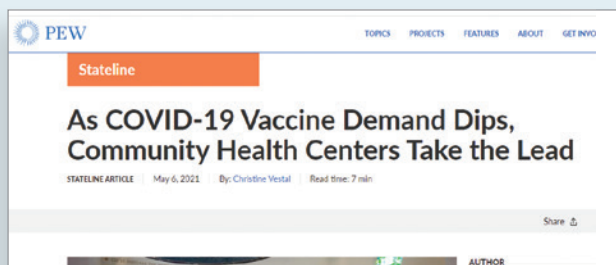 PEW
TOPICS PROJECTS FEATURES ABOUT GET INVO
Stateline
As COVID-19 Vaccine Demand Dips,
Community Health Centers Take the Lead
STATELINE ARTICLE May 6, 2021 By: Christine Vestal Read time: 7 min
Share
AUTHOR